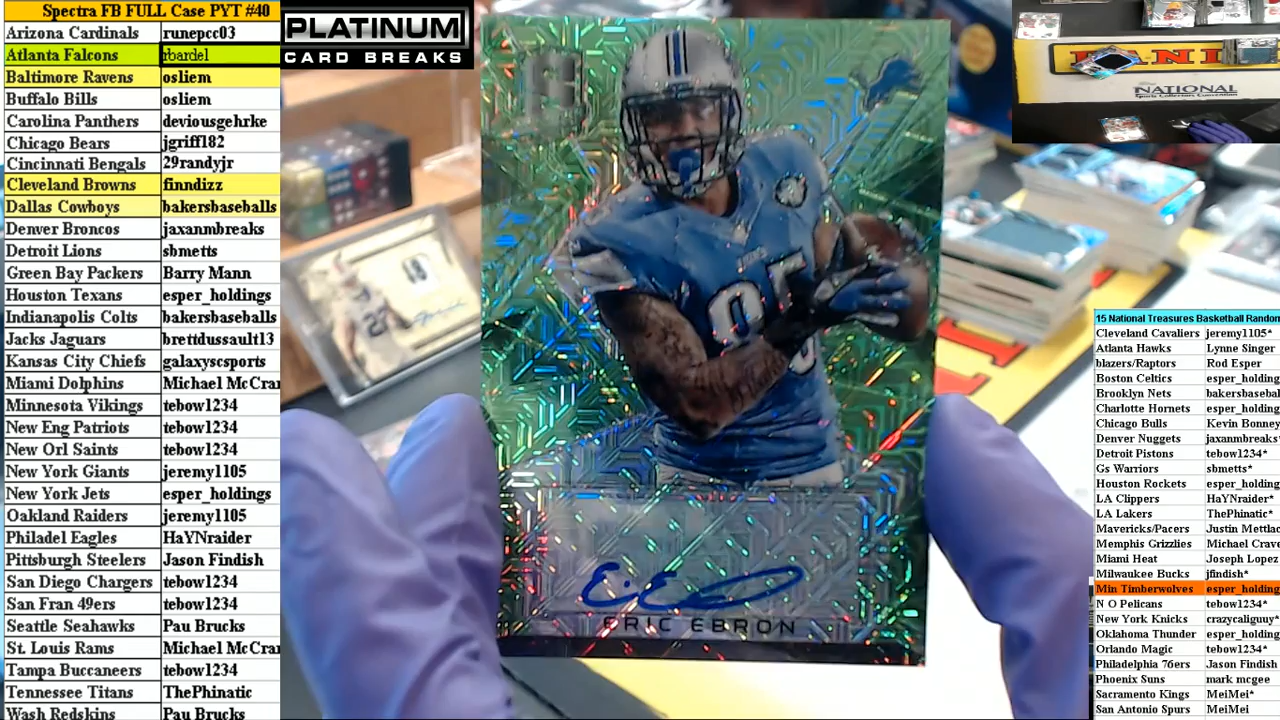 Spectra FB FULL Case PYT #40
Arizona Cardinals runepcc03
Atlanta Falcons rbardel
Baltimore Ravens osliem
Buffalo Bills osliem
Carolina Panthers deviousgehrke
Chicago Bears jgriff182
Cincinnati Bengals 29randyjr
Cleveland Browns finndizz
Dallas Cowboys bakersbaseballs
Denver Broncos jaxanmbreaks
Detroit Lions sbmetts
Green Bay Packers Barry Mann
Houston Texans esper_holdings
Indianapolis Colts bakersbaseballs
Jacks Jaguars brettdussault13
Kansas City Chiefs galaxyscsports
Miami Dolphins Michael McCra
Minnesota Vikings tebow1234
New Eng Patriots tebow1234
New Orl Saints tebow1234
New York Giants jeremy1105
New York Jets esper_holdings
Oakland Raiders jeremy1105
Philadel Eagles HaYNraider
Pittsburgh Steelers Jason Findish
San Diego Chargers tebow1234
San Fran 49ers tebow1234
Seattle Seahawks Pau Brucks
St. Louis Rams Michael McCra
Tampa Buccaneers tebow1234
Tennessee Titans ThePhinatic
Wash Redskins Pau Brucks
PLATINUM
CARD BREAKS
85
ERIC EBRON
PANINI
NATIONAL
Sports Collectors Convention
15 National Treasures Basketball Random
Cleveland Cavaliers jeremy1105*
Atlanta Hawks Lynne Singer
blazers/Raptors Rod Esper
Boston Celtics esper_holding
Brooklyn Nets bakersbasebal
Charlotte Hornets esper_holding
Chicago Bulls Kevin Bonney
Denver Nuggets jaxanmbreaks*
Detroit Pistons tebow1234*
Gs Warriors sbmetts*
Houston Rockets esper_holding
LA Clippers HaYNraider*
LA Lakers ThePhinatic*
Mavericks/Pacers Justin Mettlac
Memphis Grizzlies Michael Crave
Miami Heat Joseph Lopez
Milwaukee Bucks jfindish*
Min Timberwolves esper_holding
N O Pelicans tebow1234*
New York Knicks crazycaliguuy*
Oklahoma Thunder esper_holding
Orlando Magic tebow1234*
Philadelphia 76ers Jason Findish
Phoenix Suns mark mcgee
Sacramento Kings MeiMei*
San Antonio Spurs MeiMei